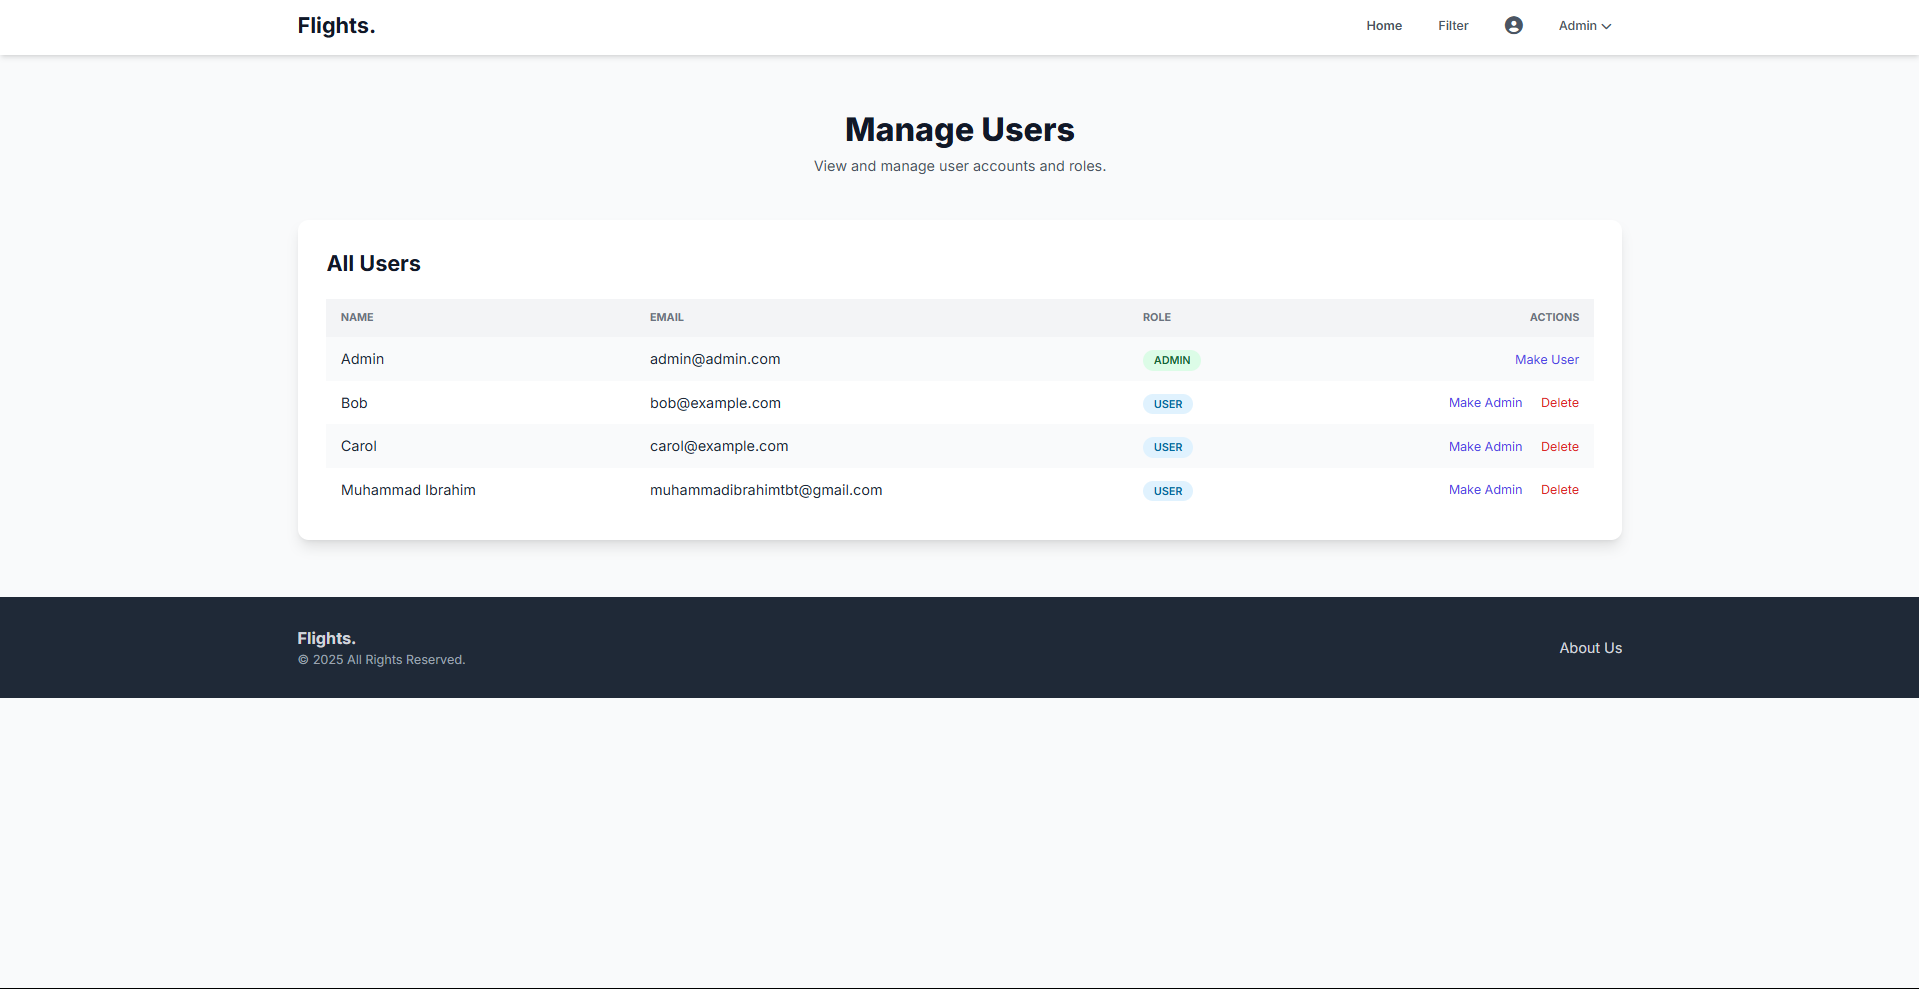 Flights. Home Filter Admin
Manage Users
View and manage user accounts and roles.
All Users
NAME EMAIL ROLE ACTIONS
Admin admin@admin.com ADMIN Make User
Bob bob@example.com USER Make Admin Delete
Carol carol@example.com USER Make Admin Delete
Muhammad Ibrahim muhammadibrahimtbt@gmail.com USER Make Admin Delete
Flights.
© 2025 All Rights Reserved.
About Us